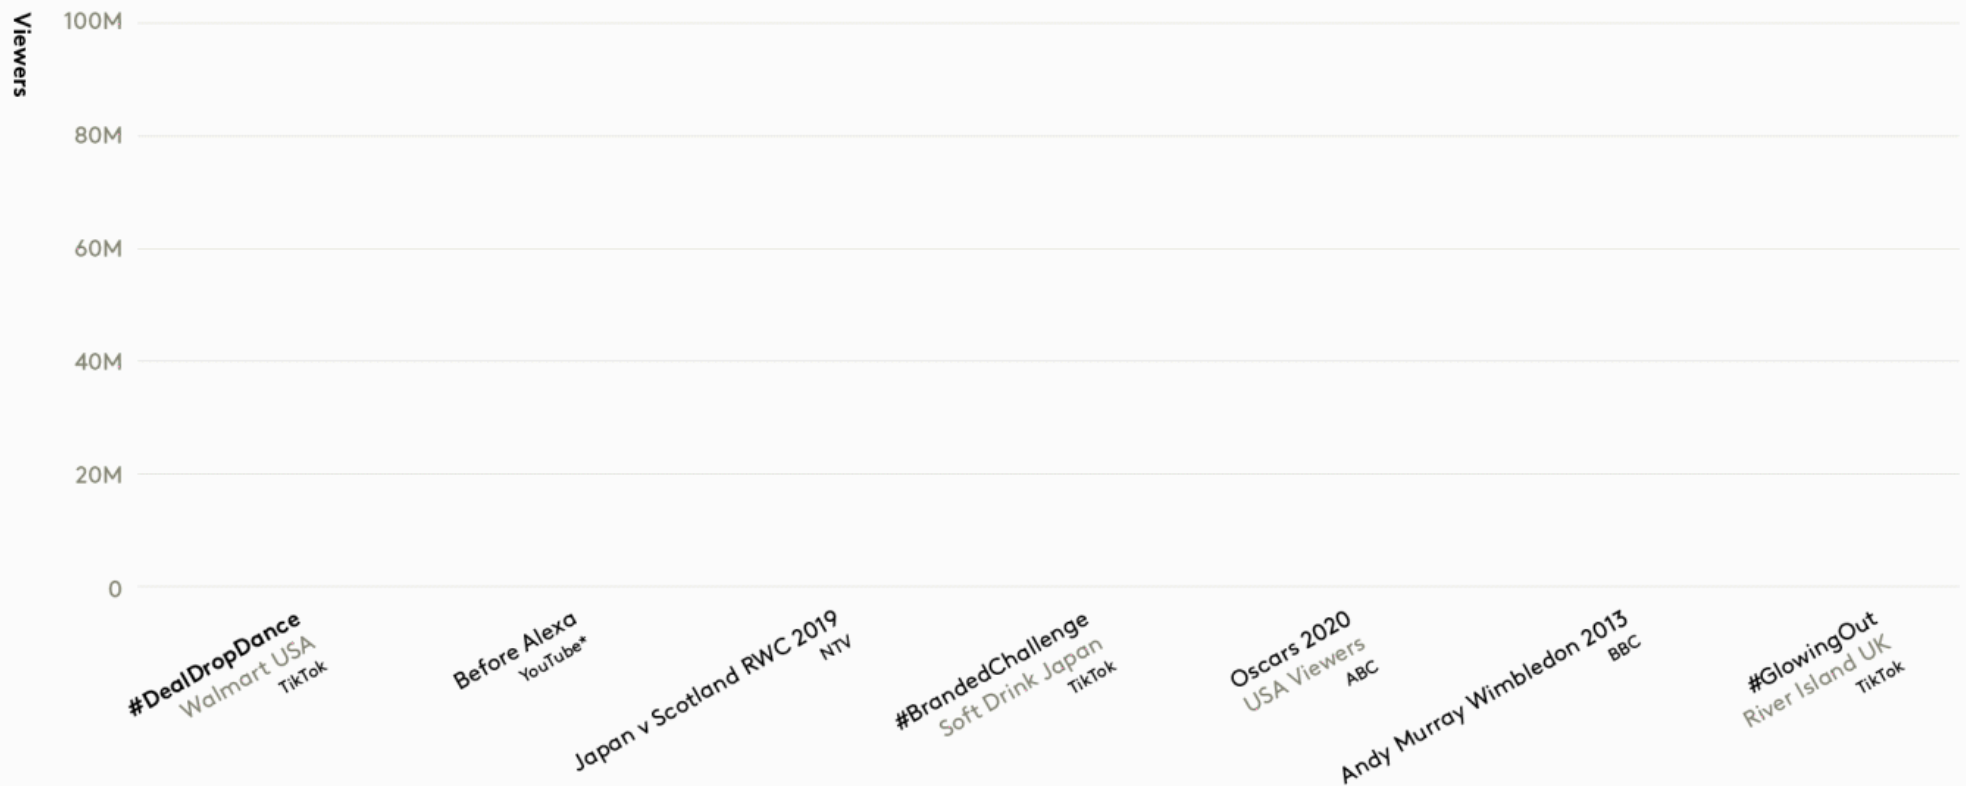 Viewers
100M
80M
60M
40M
20M
0
#DealDropDance
Walmart USA
TikTok
Before Alexa
YouTube*
Japan v Scotland RWC 2019
NTV
#BrandedChallenge
Soft Drink Japan
TikTok
Oscars 2020
USA Viewers
ABC
Andy Murray Wimbledon 2013
BBC
#GlowingOut
River Island UK
TikTok